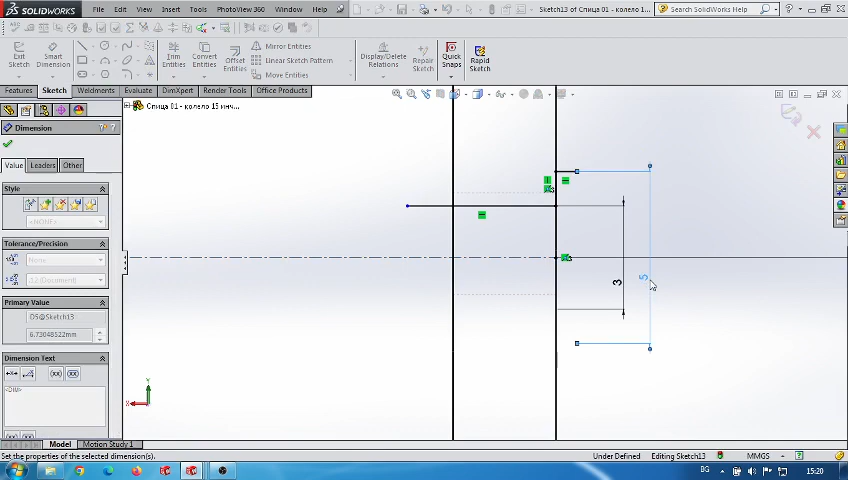 SOLIDWORKS File Edit View Insert Tools PhotoView 360 Window Help
Sketch13 of Спица 01 - колело 1... Search SolidWorks Help
Exit Sketch
Smart Dimension
Trim Entities
Convert Entities
Offset Entities
Mirror Entities
Linear Sketch Pattern
Move Entities
Display/Delete Relations
Repair Sketch
Quick Snaps
Rapid Sketch
Features Sketch Weldments Evaluate DimXpert Render Tools Office Products
Спица 01 - колело 15 инч...
Dimension
Value Leaders Other
Style
<NONE>
Tolerance/Precision
None
Primary Value
D5@Sketch13
6.73048522mm
Dimension Text
<DIM>
3
5
Y
X
Model Motion Study 1
Set the properties of the selected dimension(s).
Under Defined Editing Sketch13 MMGS
BG 15:20